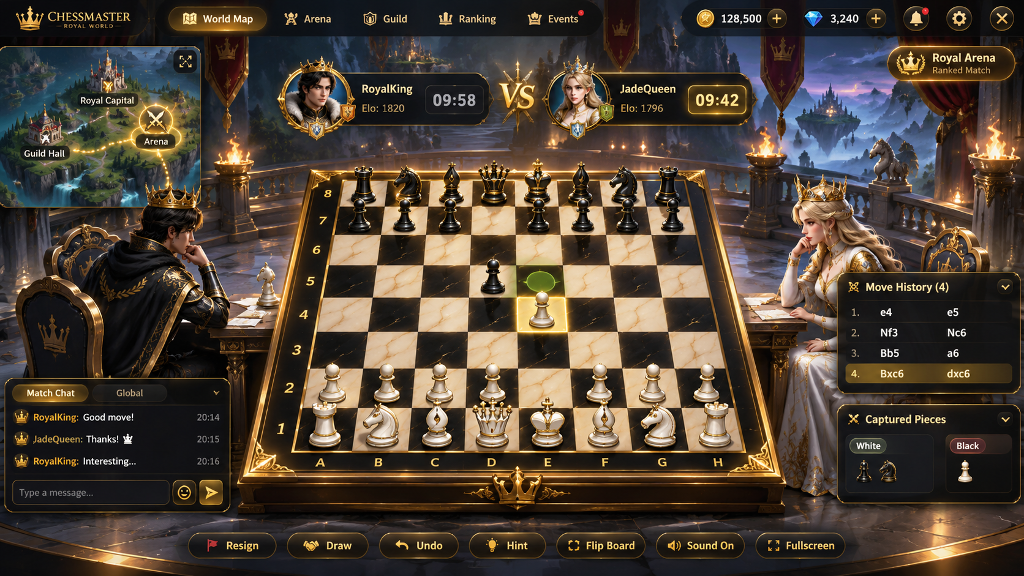 CHESSMASTER
ROYAL WORLD
World Map
Arena
Guild
Ranking
Events
128,500
3,240
Royal Capital
Guild Hall
Arena
RoyalKing
Elo: 1820
09:58
VS
JadeQueen
Elo: 1796
09:42
Royal Arena
Ranked Match
8
7
6
5
4
3
2
1
A B C D E F G H
Move History (4)
1. e4 e5
2. Nf3 Nc6
3. Bb5 a6
4. Bxc6 dxc6
Match Chat Global
RoyalKing: Good move! 20:14
JadeQueen: Thanks! 20:15
RoyalKing: Interesting... 20:16
Type a message...
Captured Pieces
White Black
Resign
Draw
Undo
Hint
Flip Board
Sound On
Fullscreen